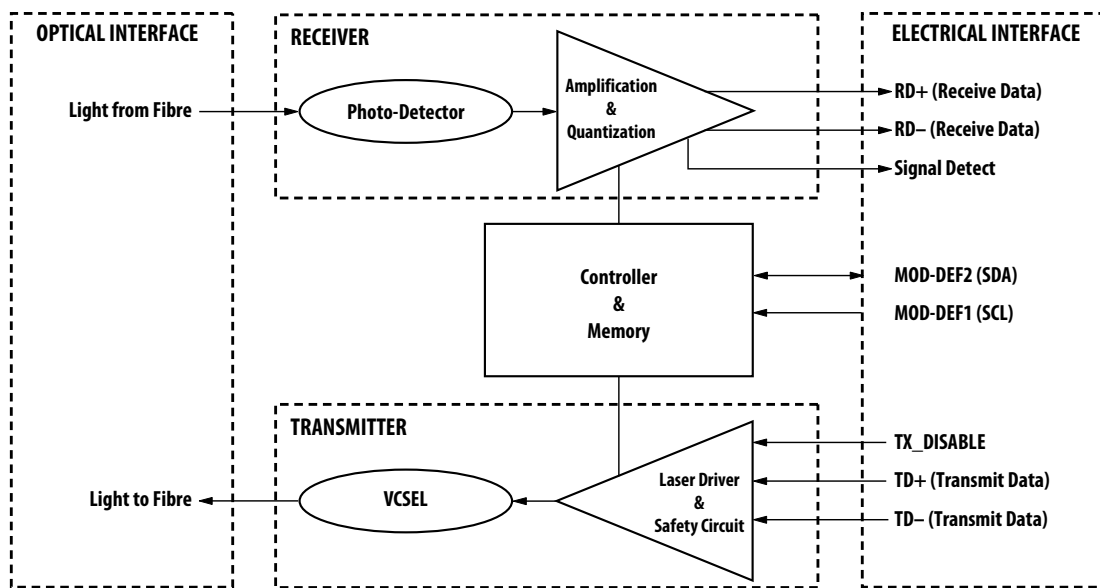 OPTICAL INTERFACE
RECEIVER
ELECTRICAL INTERFACE
Light from Fibre
Photo-Detector
Amplification
&
Quantization
RD+ (Receive Data)
RD– (Receive Data)
Signal Detect
Controller
&
Memory
MOD-DEF2 (SDA)
MOD-DEF1 (SCL)
TRANSMITTER
Light to Fibre
VCSEL
Laser Driver
&
Safety Circuit
TX_DISABLE
TD+ (Transmit Data)
TD– (Transmit Data)